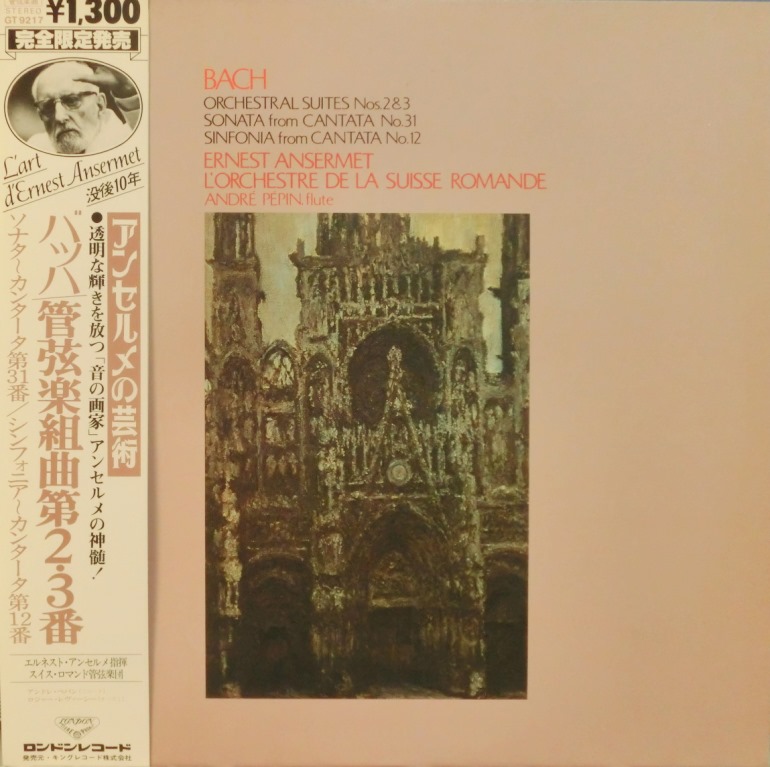 STEREO
GT9217
¥1,300
完全限定発売
L'art
d'Ernest Ansermet
没後10年
アンセルメの芸術
●透明な輝きを放つ「音の画家」アンセルメの神髄!
バッハ/管弦楽組曲第2・3番
ソナタ〜カンタータ第31番/シンフォニア〜カンタータ第12番
エルネスト・アンセルメ指揮
スイス・ロマンド管弦楽団
LONDON
ロンドンレコード
発売元・キングレコード株式会社
BACH
ORCHESTRAL SUITES Nos.2&3
SONATA from CANTATA No.31
SINFONIA from CANTATA No.12
ERNEST ANSERMET
L'ORCHESTRE DE LA SUISSE ROMANDE
ANDRÉ PÉPIN, flute